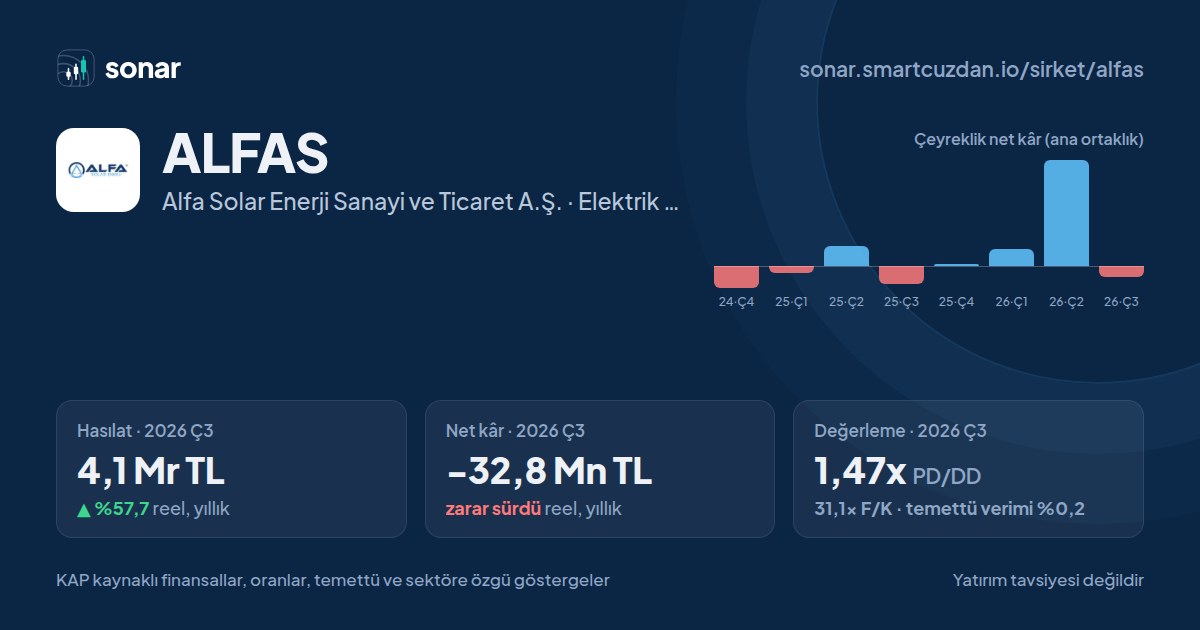 sonar
sonar.smartcuzdan.io/sirket/alfas
ALFA
ALFAS
Alfa Solar Enerji Sanayi ve Ticaret A.Ş. · Elektrik ...
Çeyreklik net kâr (ana ortaklık)
24-Ç4 25-Ç1 25-Ç2 25-Ç3 25-Ç4 26-Ç1 26-Ç2 26-Ç3
Hasılat · 2026 Ç3
4,1 Mr TL
▲ %57,7 reel, yıllık
Net kâr · 2026 Ç3
−32,8 Mn TL
zarar sürdü reel, yıllık
Değerleme · 2026 Ç3
1,47x PD/DD
31,1× F/K · temettü verimi %0,2
KAP kaynaklı finansallar, oranlar, temettü ve sektöre özgü göstergeler
Yatırım tavsiyesi değildir